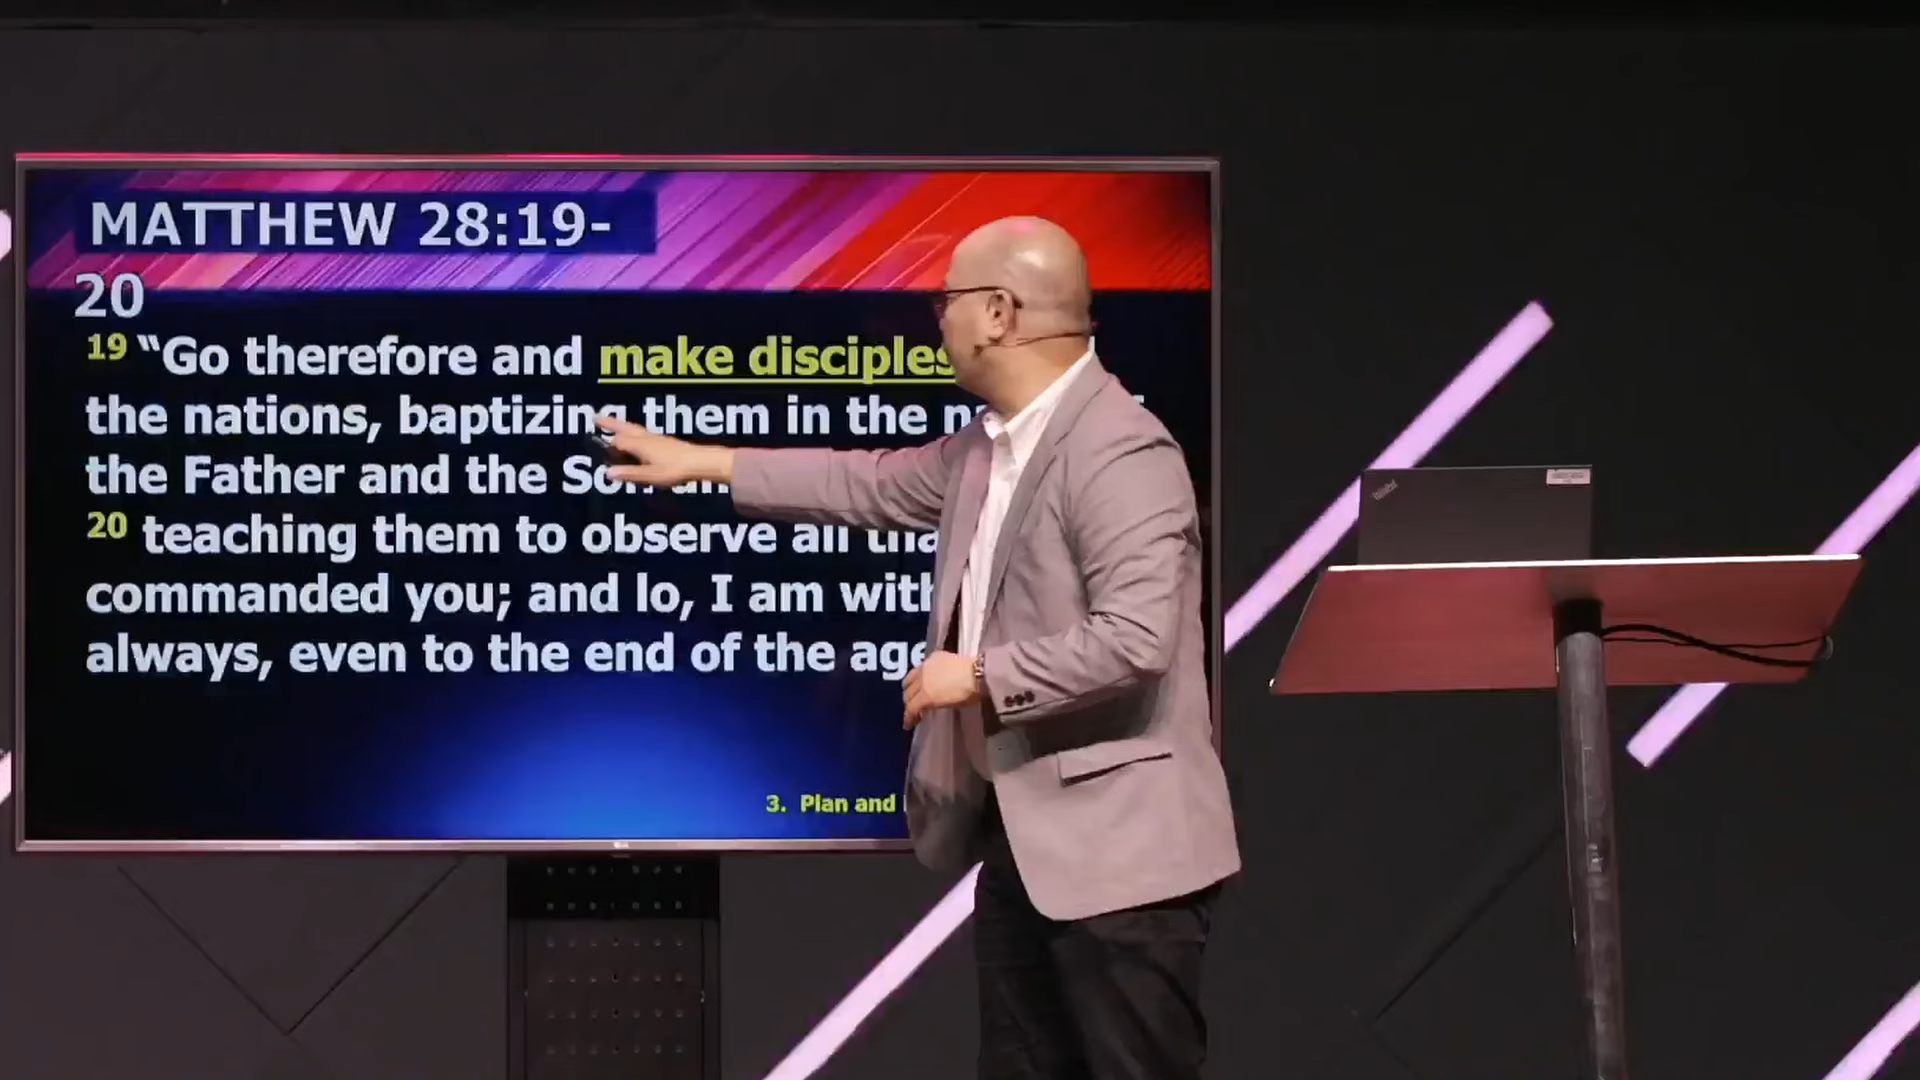 MATTHEW 28:19-
20
19 “Go therefore and make disciples
the nations, baptizing them in the
the Father and the Son
20 teaching them to observe all
commanded you; and lo, I am with
always, even to the end of the age
3. Plan and